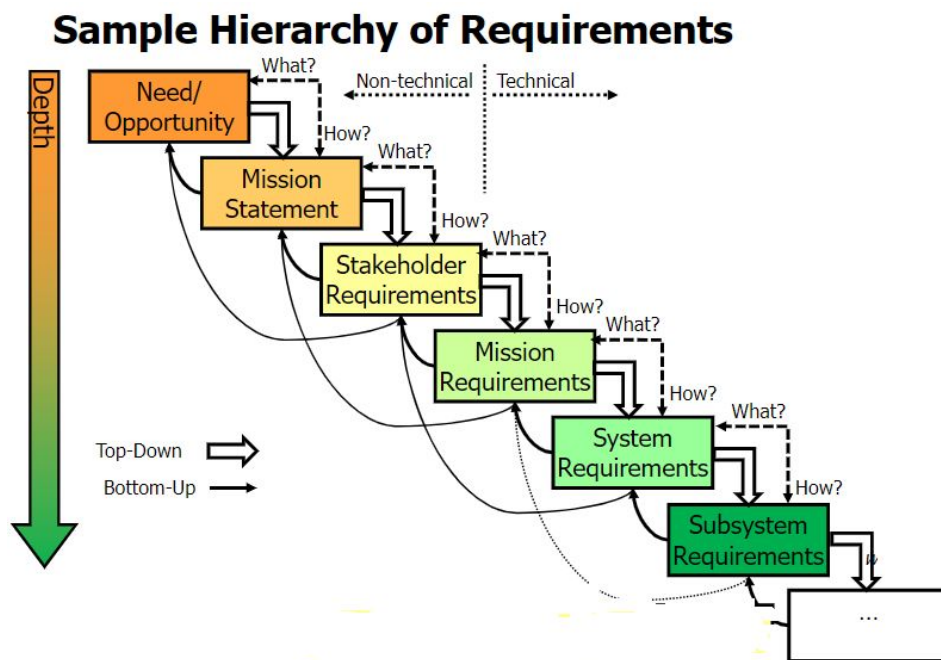 Sample Hierarchy of Requirements
Depth
What?
Non-technical
Technical
Need/
Opportunity
How?
What?
Mission
Statement
How?
What?
Stakeholder
Requirements
How?
What?
Mission
Requirements
How?
What?
System
Requirements
How?
Top-Down
Bottom-Up
Subsystem
Requirements
...